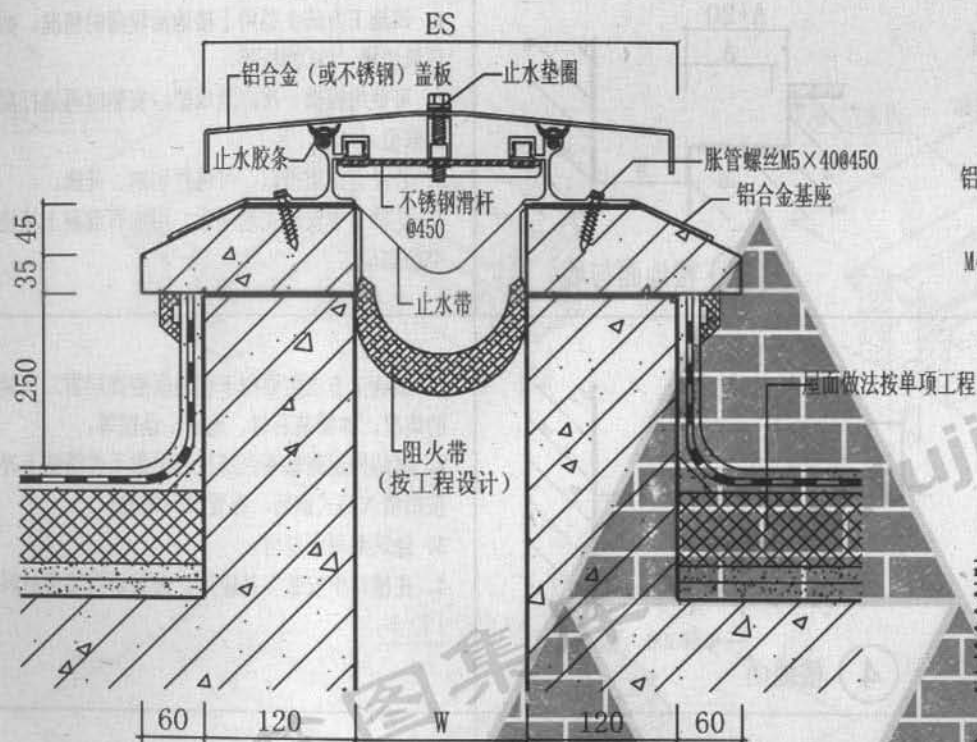 ES
铝合金（或不锈钢）盖板
止水垫圈
止水胶条
胀管螺丝M5×40@450
不锈钢滑杆
@450
铝合金基座
止水带
45
35
250
屋面做法按单项工程
阻火带
（按工程设计）
60
120
W
120
60
铝
M
图集